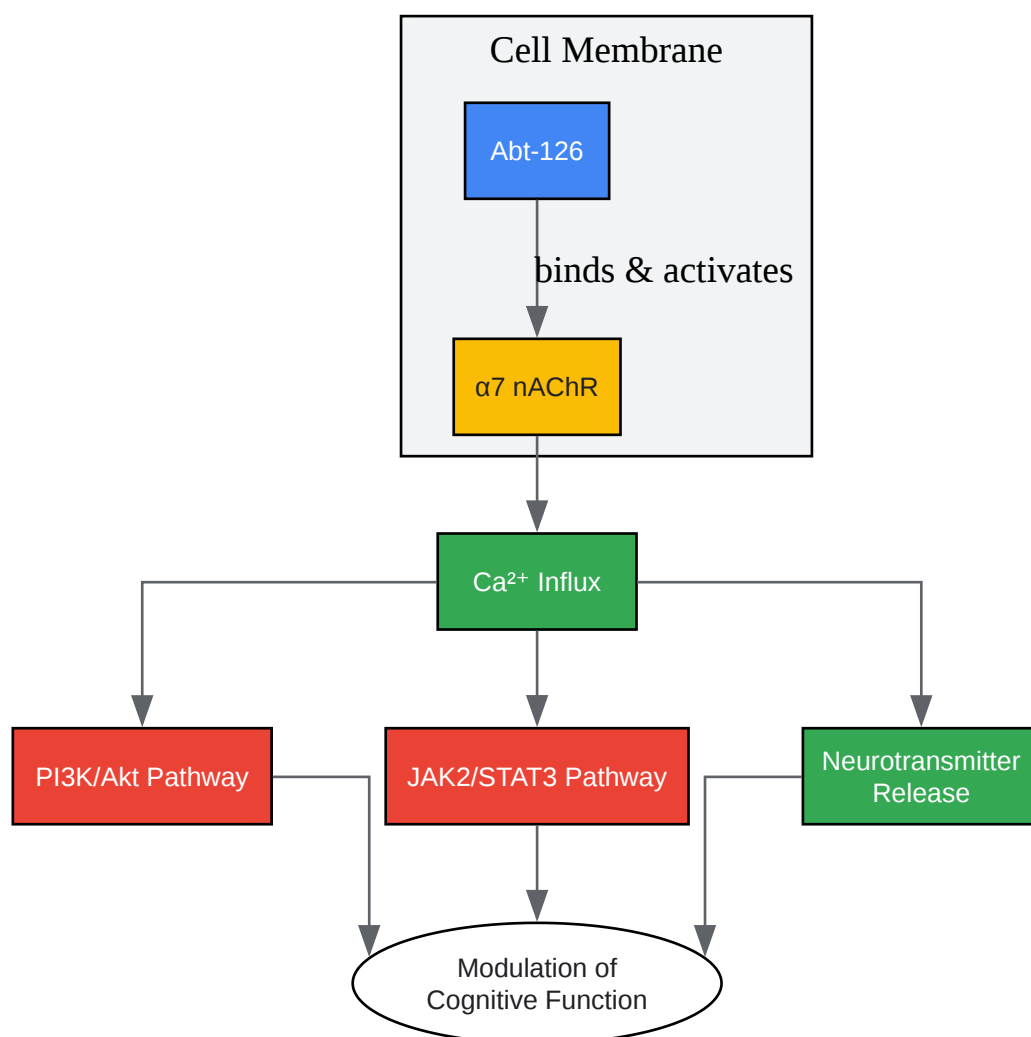 Cell Membrane
Abt-126
binds & activates
α7 nAChR
Ca²⁺ Influx
PI3K/Akt Pathway
JAK2/STAT3 Pathway
Neurotransmitter
Release
Modulation of
Cognitive Function